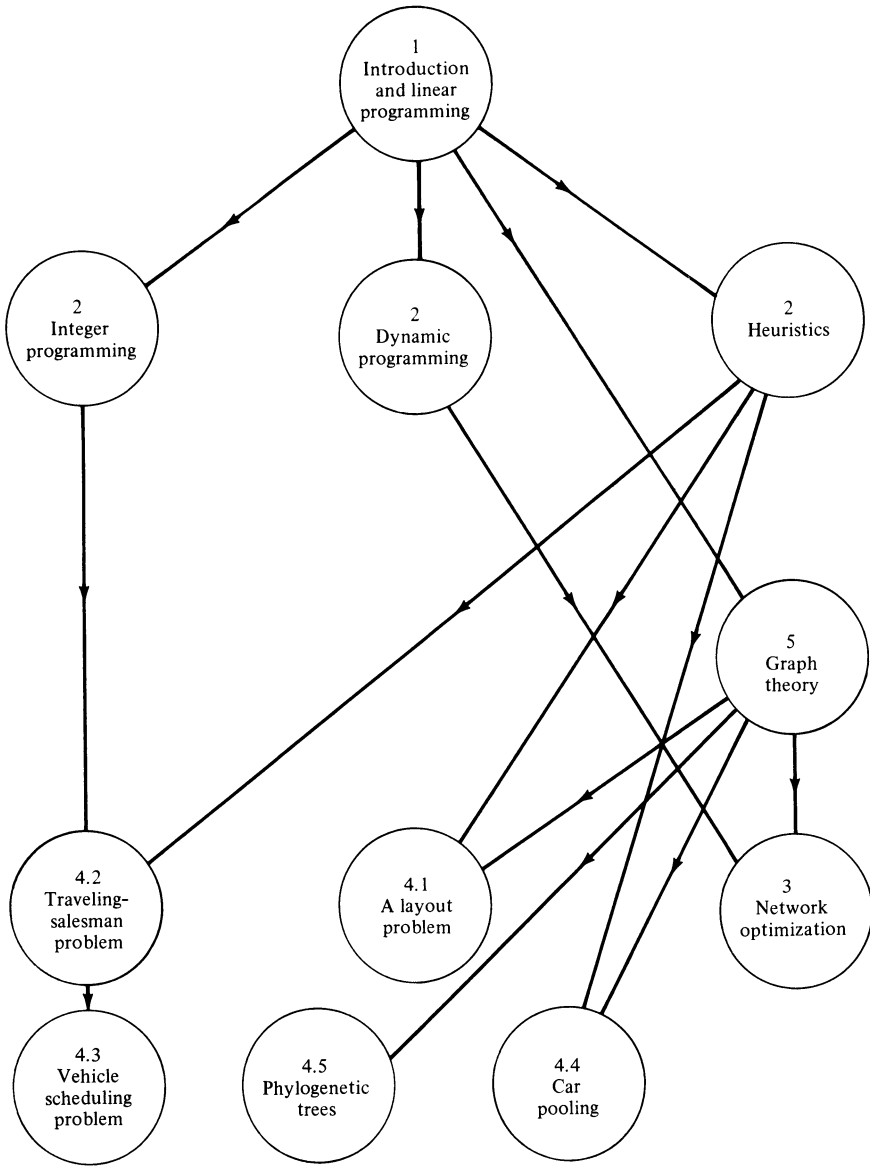 1
Introduction
and linear
programming
2
Integer
programming
2
Dynamic
programming
2
Heuristics
5
Graph
theory
4.2
Traveling-
salesman
problem
4.1
A layout
problem
3
Network
optimization
4.3
Vehicle
scheduling
problem
4.5
Phylogenetic
trees
4.4
Car
pooling